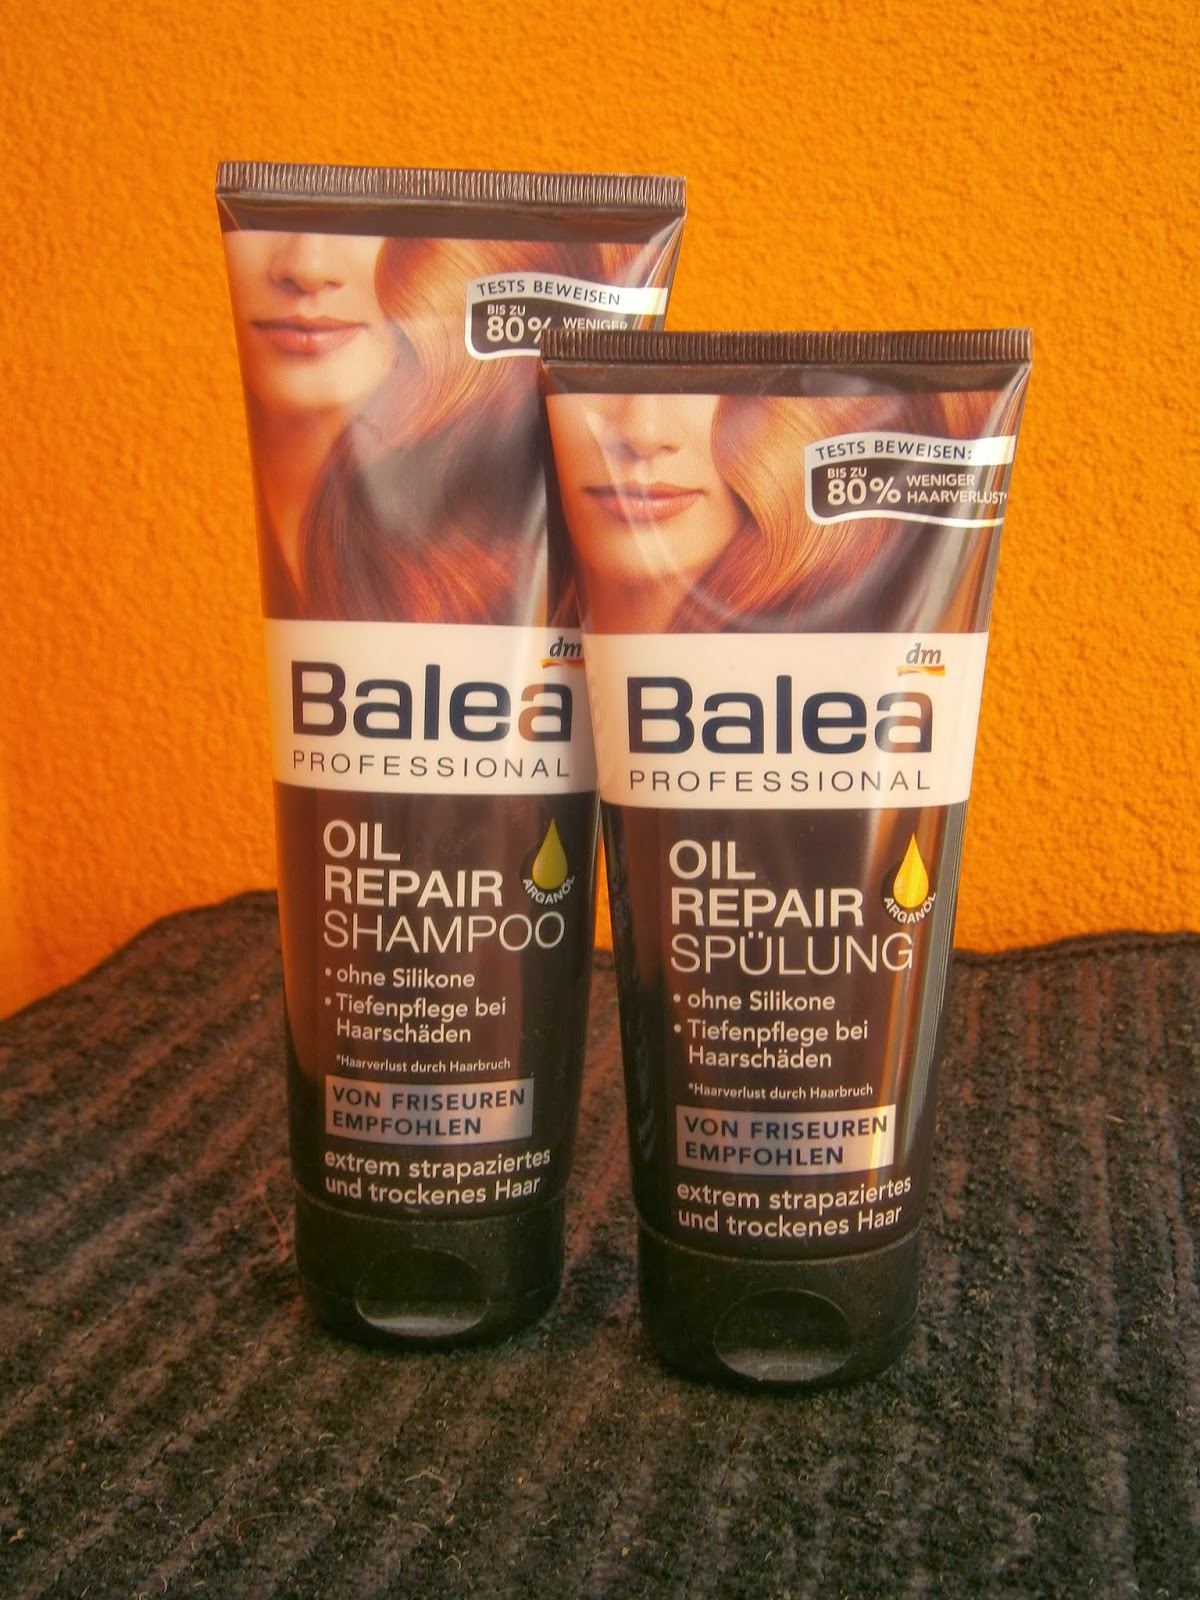 TESTS BEWEISEN:
BIS ZU
80% WENIGER
dm
Balea
PROFESSIONAL
OIL
REPAIR
SHAMPOO
ARGANÖL
• ohne Silikone
• Tiefenpflege bei
Haarschäden
*Haarverlust durch Haarbruch
VON FRISEUREN
EMPFOHLEN
extrem strapaziertes
und trockenes Haar
TESTS BEWEISEN:
BIS ZU
80% WENIGER
HAARVERLUST*
dm
Balea
PROFESSIONAL
OIL
REPAIR
SPÜLUNG
ARGANÖL
• ohne Silikone
• Tiefenpflege bei
Haarschäden
*Haarverlust durch Haarbruch
VON FRISEUREN
EMPFOHLEN
extrem strapaziertes
und trockenes Haar